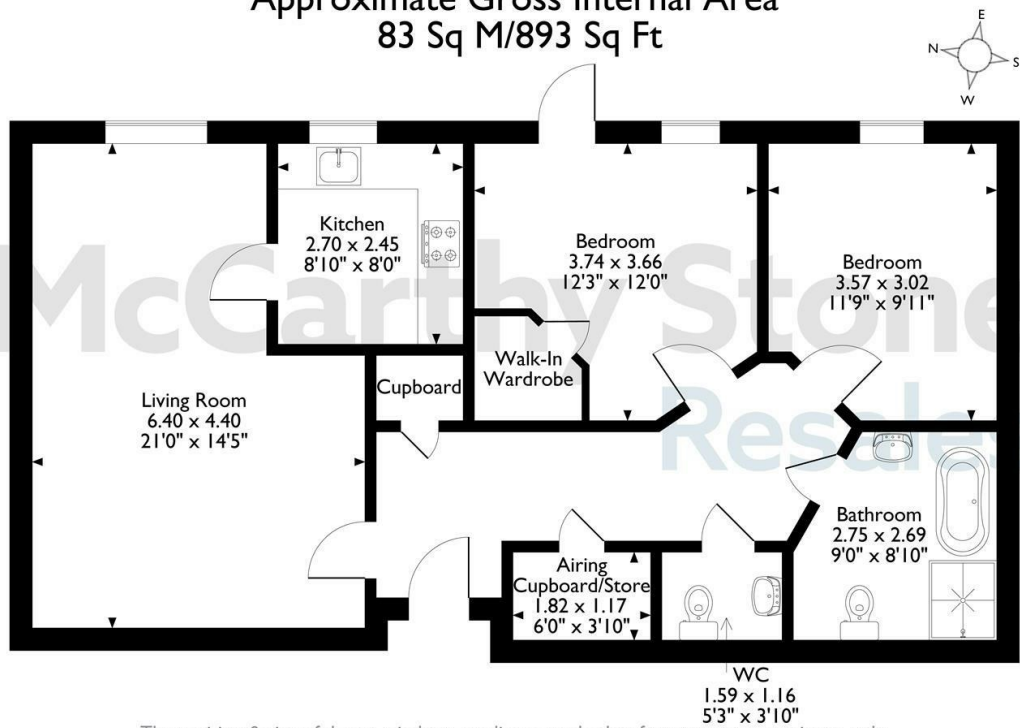 Approximate Gross Internal Area
83 Sq M/893 Sq Ft
E
N
S
W
Kitchen
2.70 x 2.45
8'10" x 8'0"
Bedroom
3.74 x 3.66
12'3" x 12'0"
Bedroom
3.57 x 3.02
11'9" x 9'11"
McCarthy Stone
Resales
Walk-In
Wardrobe
Cupboard
Living Room
6.40 x 4.40
21'0" x 14'5"
Bathroom
2.75 x 2.69
9'0" x 8'10"
Airing
Cupboard/Store
1.82 x 1.17
6'0" x 3'10"
WC
1.59 x 1.16
5'3" x 3'10"